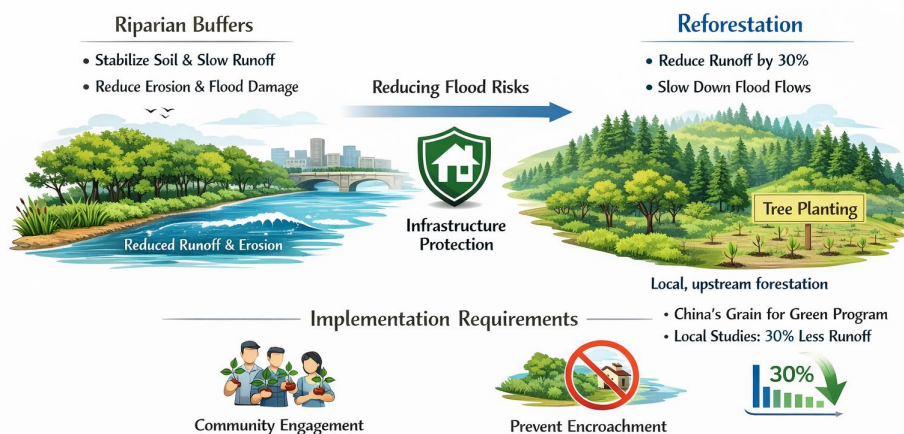 Riparian Buffers
• Stabilize Soil & Slow Runoff
• Reduce Erosion & Flood Damage
Reduced Runoff & Erosion
Reducing Flood Risks
Infrastructure
Protection
Reforestation
• Reduce Runoff by 30%
• Slow Down Flood Flows
Tree Planting
Local, upstream forestation
• China's Grain for Green Program
• Local Studies: 30% Less Runoff
30%
Implementation Requirements
Community Engagement
Prevent Encroachment